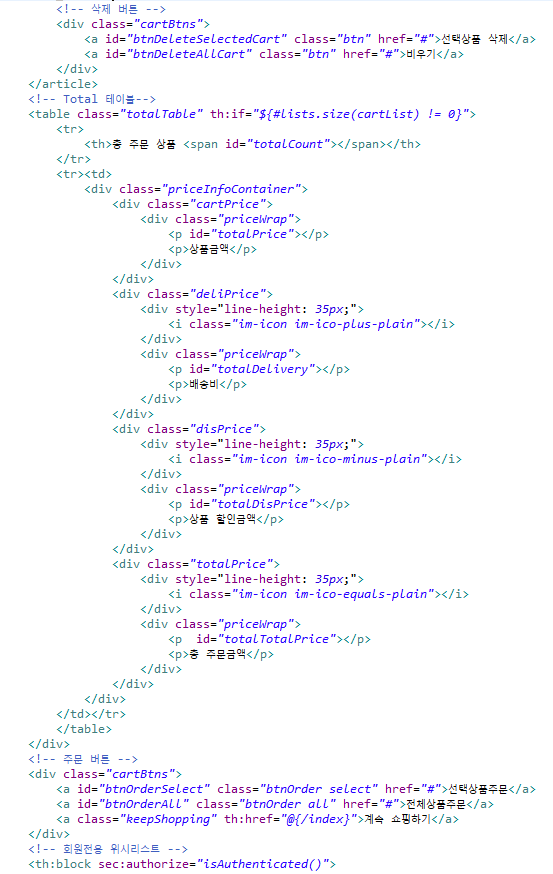 <!-- 삭제 버튼 -->
<div class="cartBtns">
<a id="btnDeleteSelectedCart" class="btn" href="#">선택상품 삭제</a>
<a id="btnDeleteAllCart" class="btn" href="#">비우기</a>
</div>
</article>
<!-- Total 테이블-->
<table class="totalTable" th:if="${#lists.size(cartList) != 0}">
<tr>
<th>총 주문 상품 <span id="totalCount"></span></th>
</tr>
<tr><td>
<div class="priceInfoContainer">
<div class="cartPrice">
<div class="priceWrap">
<p id="totalPrice"></p>
<p>상품금액</p>
</div>
</div>
<div class="deliPrice">
<div style="line-height: 35px;">
<i class="im-icon im-ico-plus-plain"></i>
</div>
<div class="priceWrap">
<p id="totalDelivery"></p>
<p>배송비</p>
</div>
</div>
<div class="disPrice">
<div style="line-height: 35px;">
<i class="im-icon im-ico-minus-plain"></i>
</div>
<div class="priceWrap">
<p id="totalDisPrice"></p>
<p>상품 할인금액</p>
</div>
</div>
<div class="totalPrice">
<div style="line-height: 35px;">
<i class="im-icon im-ico-equals-plain"></i>
</div>
<div class="priceWrap">
<p  id="totalTotalPrice"></p>
<p>총 주문금액</p>
</div>
</div>
</div>
</td></tr>
</table>
</div>
<!-- 주문 버튼 -->
<div class="cartBtns">
<a id="btnOrderSelect" class="btnOrder select" href="#">선택상품주문</a>
<a id="btnOrderAll" class="btnOrder all" href="#">전체상품주문</a>
<a class="keepShopping" th:href="@{/index}">계속 쇼핑하기</a>
</div>
<!-- 회원전용 위시리스트 -->
<th:block sec:authorize="isAuthenticated()">